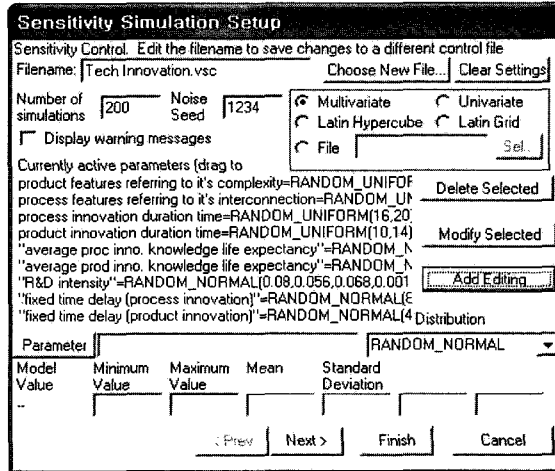 Sensitivity Simulation Setup
Sensitivity Control. Edit the filename to save changes to a different control file
Filename: Tech Innovation.vsc Choose New File... Clear Settings
Number of simulations 200 Noise Seed 1234
Multivariate Univariate
Latin Hypercube Latin Grid
File Sel..
Display warning messages
Currently active parameters (drag to
product features referring to it's complexity=RANDOM_UNIFOF
process features referring to it's interconnection=RANDOM_UN
process innovation duration time=RANDOM_UNIFORM(16,20)
product innovation duration time=RANDOM_UNIFORM(10,14)
"average proc inno. knowledge life expectancy"=RANDOM_N
"average prod inno. knowledge life expectancy"=RANDOM_N
"R&D intensity"=RANDOM_NORMAL(0.08,0.056,0.068,0.001
"fixed time delay (process innovation)"=RANDOM_NORMAL(8
"fixed time delay (product innovation)"=RANDOM_NORMAL(4
Delete Selected
Modify Selected
Add Editing
Distribution
Parameter RANDOM_NORMAL
Model Value Minimum Value Maximum Value Mean Standard Deviation
--
< Prev Next > Finish Cancel